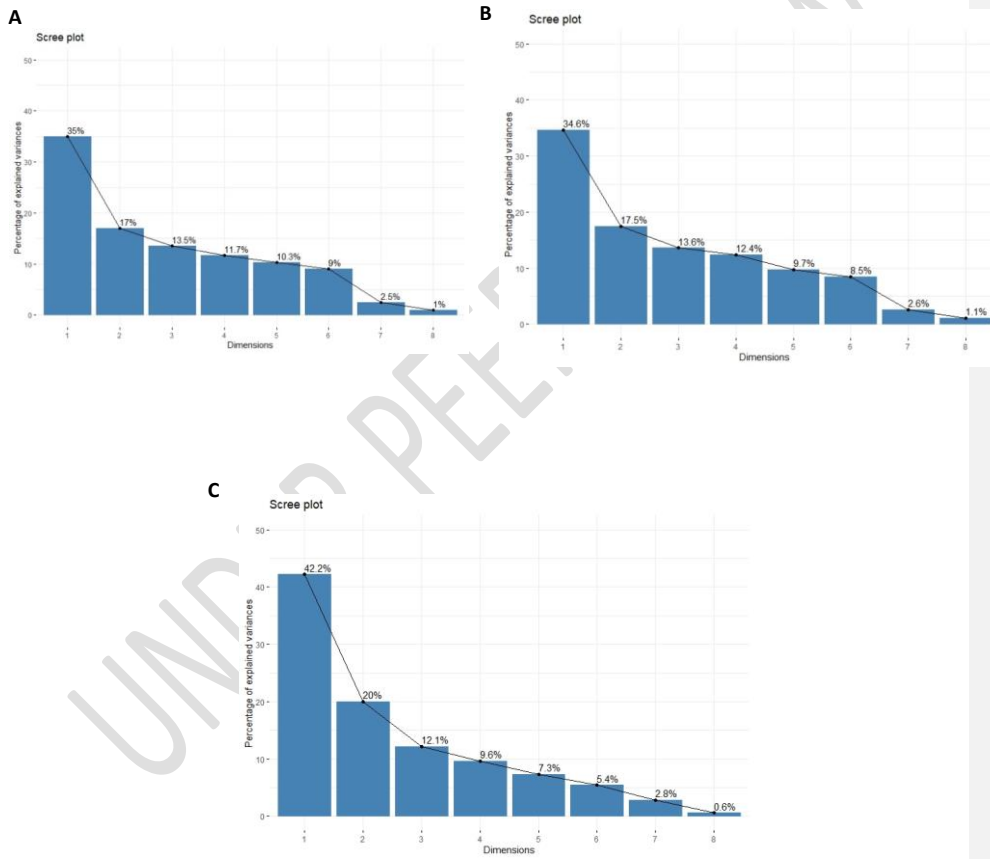 A
Scree plot
Percentage of explained variances
50
40
30
20
10
0
35%
17%
13.5%
11.7%
10.3%
9%
2.5%
1%
1 2 3 4 5 6 7 8
Dimensions
B
Scree plot
Percentage of explained variances
50
40
30
20
10
0
34.6%
17.5%
13.6%
12.4%
9.7%
8.5%
2.6%
1.1%
1 2 3 4 5 6 7 8
Dimensions
C
Scree plot
Percentage of explained variances
50
40
30
20
10
0
42.2%
20%
12.1%
9.6%
7.3%
5.4%
2.8%
0.6%
1 2 3 4 5 6 7 8
Dimensions